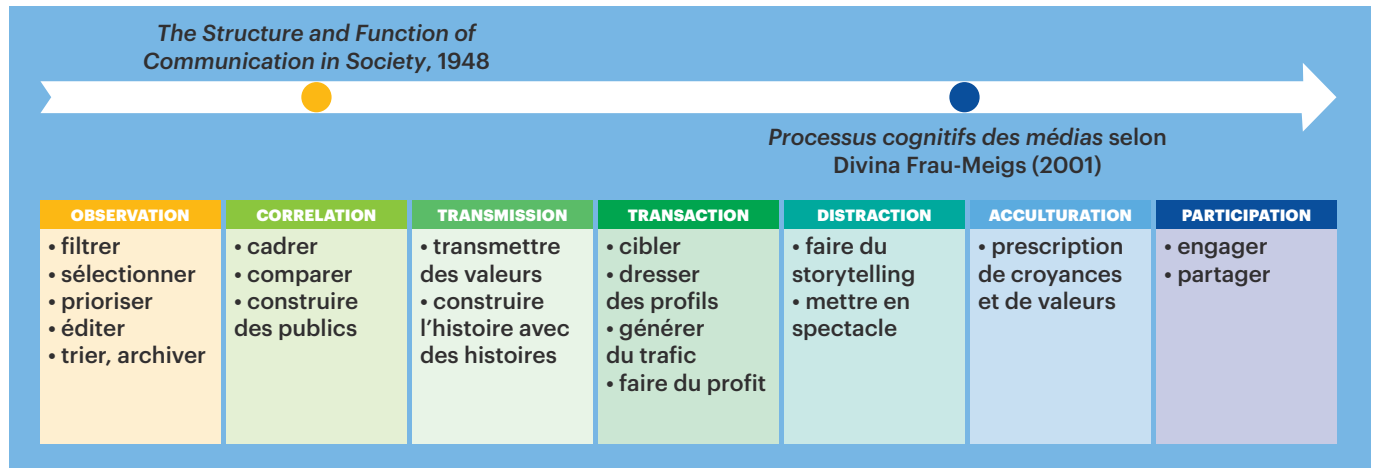 The Structure and Function of
Communication in Society, 1948
Processus cognitifs des médias selon
Divina Frau-Meigs (2001)
OBSERVATION
• filtrer
• sélectionner
• prioriser
• éditer
• trier, archiver
CORRELATION
• cadrer
• comparer
• construire
des publics
TRANSMISSION
• transmettre
des valeurs
• construire
l’histoire avec
des histoires
TRANSACTION
• cibler
• dresser
des profils
• générer
du trafic
• faire du profit
DISTRACTION
• faire du
storytelling
• mettre en
spectacle
ACCULTURATION
• prescription
de croyances
et de valeurs
PARTICIPATION
• engager
• partager